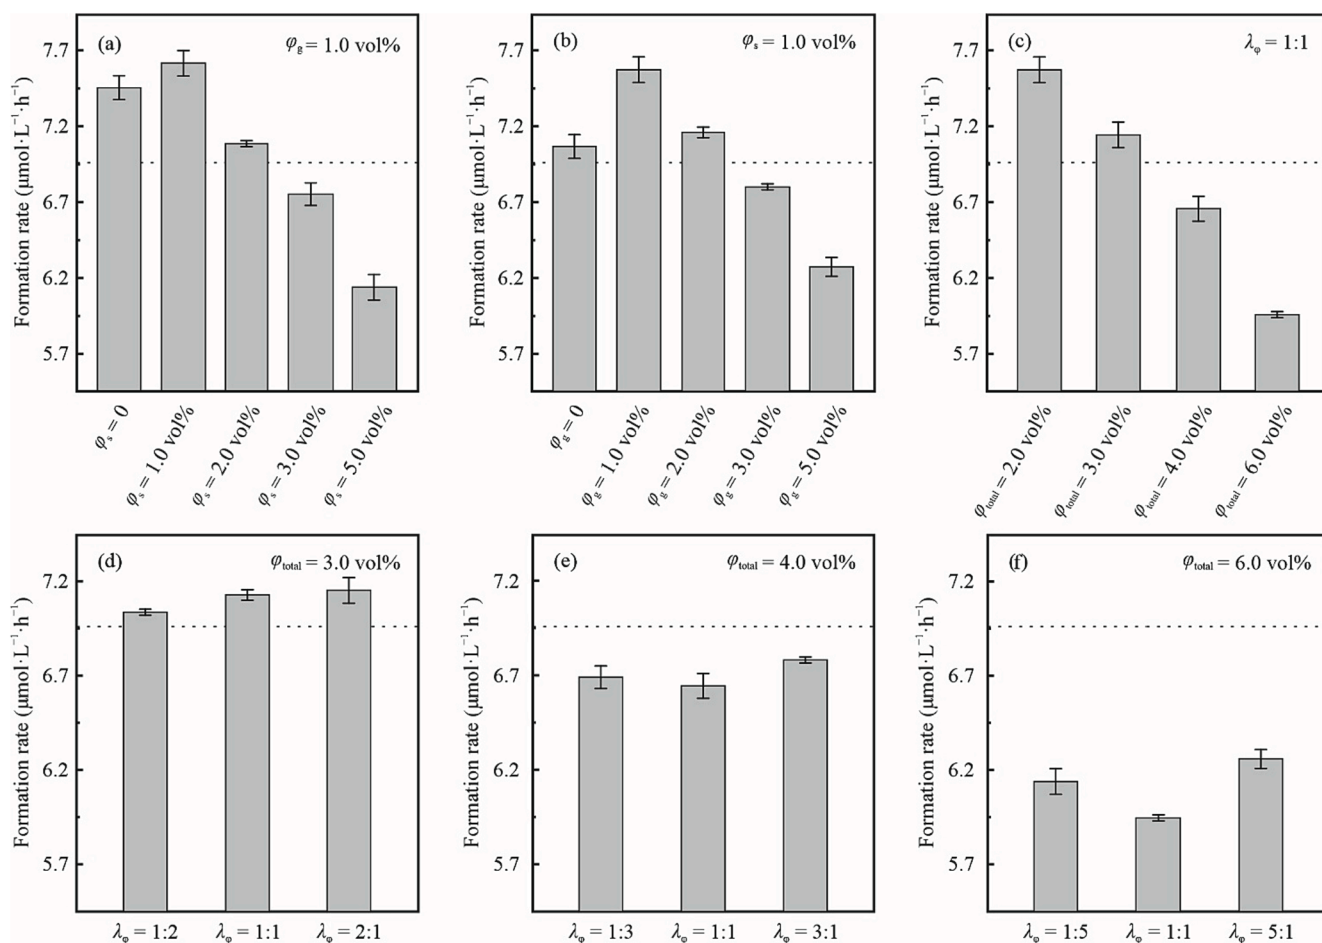 (a)
φg = 1.0 vol%
Formation rate (μmol·L⁻¹·h⁻¹)
7.7
7.2
6.7
6.2
5.7
φs = 0
φs = 1.0 vol%
φs = 2.0 vol%
φs = 3.0 vol%
φs = 5.0 vol%
(b)
φs = 1.0 vol%
Formation rate (μmol·L⁻¹·h⁻¹)
7.7
7.2
6.7
6.2
5.7
φg = 0
φg = 1.0 vol%
φg = 2.0 vol%
φg = 3.0 vol%
φg = 5.0 vol%
(c)
λφ = 1:1
Formation rate (μmol·L⁻¹·h⁻¹)
7.7
7.2
6.7
6.2
5.7
φtotal = 2.0 vol%
φtotal = 3.0 vol%
φtotal = 4.0 vol%
φtotal = 6.0 vol%
(d)
φtotal = 3.0 vol%
Formation rate (μmol·L⁻¹·h⁻¹)
7.2
6.7
6.2
5.7
λφ = 1:2
λφ = 1:1
λφ = 2:1
(e)
φtotal = 4.0 vol%
Formation rate (μmol·L⁻¹·h⁻¹)
7.2
6.7
6.2
5.7
λφ = 1:3
λφ = 1:1
λφ = 3:1
(f)
φtotal = 6.0 vol%
Formation rate (μmol·L⁻¹·h⁻¹)
7.2
6.7
6.2
5.7
λφ = 1:5
λφ = 1:1
λφ = 5:1